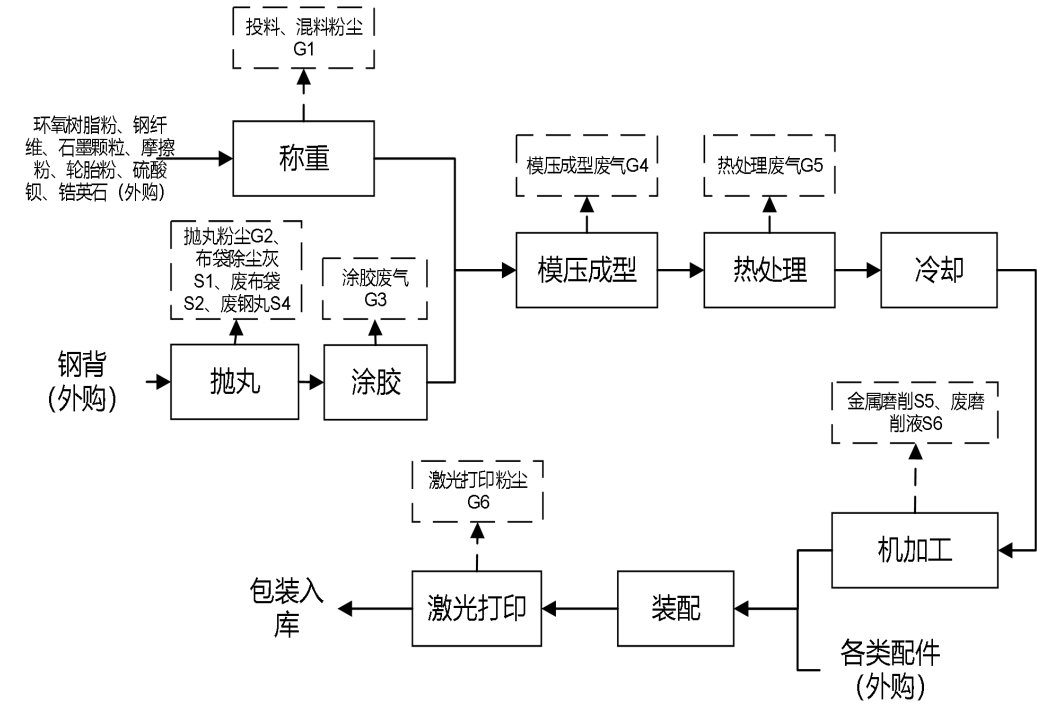 投料、混料粉尘
G1
环氧树脂粉、钢纤
维、石墨颗粒、摩擦
粉、轮胎粉、硫酸
钡、锆英石（外购）
称重
模压成型废气G4
热处理废气G5
抛丸粉尘G2、
布袋除尘灰
S1、废布袋
S2、废钢丸S4
涂胶废气
G3
模压成型
热处理
冷却
钢背
（外购）
抛丸
涂胶
金属磨削S5、废磨
削液S6
激光打印粉尘
G6
机加工
包装入
库
激光打印
装配
各类配件
（外购）